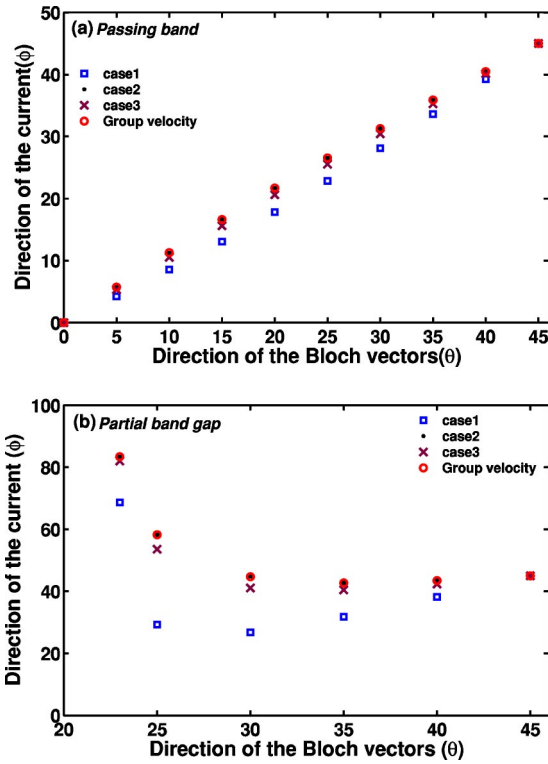 (a) Passing band
case1
case2
case3
Group velocity
Direction of the current(ϕ)
50
40
30
20
10
0
0 5 10 15 20 25 30 35 40 45
Direction of the Bloch vectors(θ)
(b) Partial band gap
case1
case2
case3
Group velocity
Direction of the current (ϕ)
100
80
60
40
20
0
20 25 30 35 40 45
Direction of the Bloch vectors (θ)